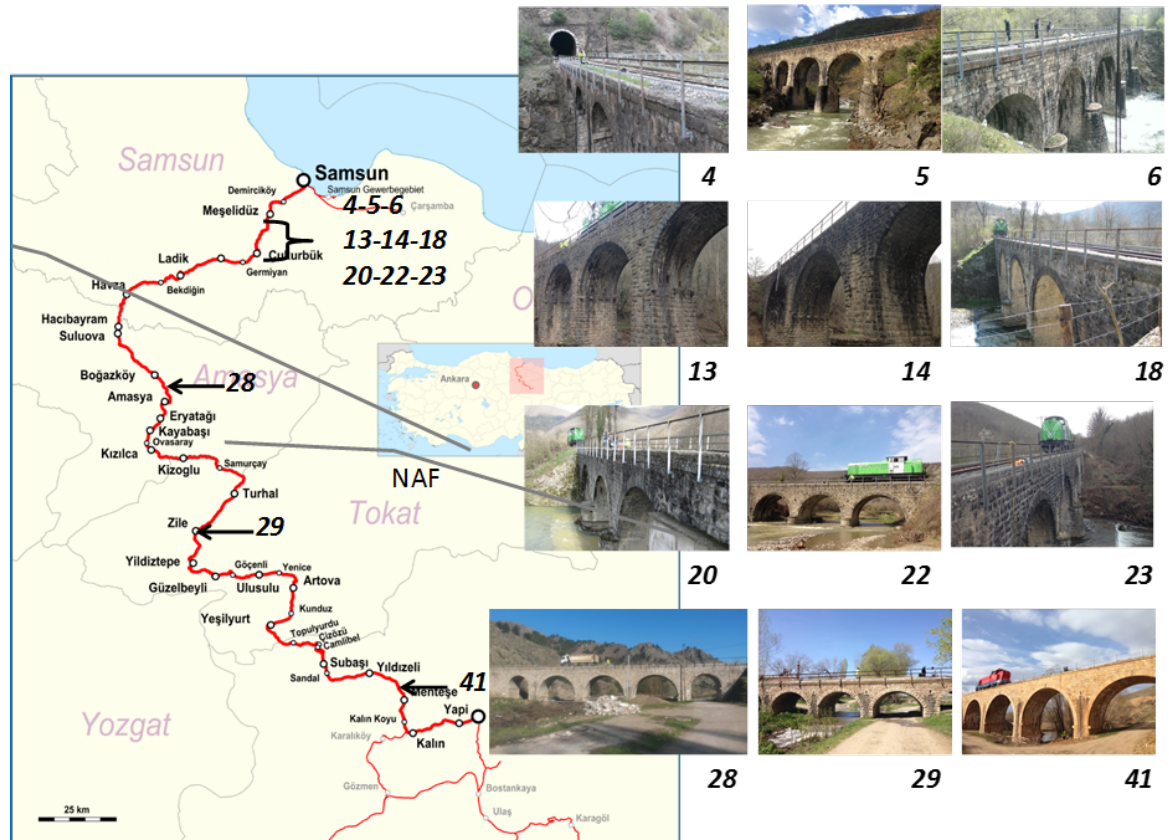 Samsun
Samsun
Samsun Gewerbegebiet
Demirciköy
4-5-6
Çarşamba
Meşelidüz
13-14-18
Çukurbük
Germiyan
20-22-23
Ladik
Bekdiğin
Havza
O
Hacıbayram
Suluova
Boğazköy
Amasya
28
Amasya
Ankara
Eryatağı
Kayabaşı
Ovasaray
Kızılca
Kizoglu
Samurçay
NAF
Turhal
Tokat
Zile
29
Yildiztepe
Göçenli
Yenice
Güzelbeyli
Ulusulu
Artova
Kunduz
Yeşilyurt
Topulyurdu
Çizözü
Camlibel
Subaşı
Yıldızeli
Sandal
41
Menteşe
Yozgat
Kalın Koyu
Yapi
Karalıköy
Kalın
Gözmen
Bostankaya
Ulaş
Karagöl
25 km
4
5
6
13
14
18
20
22
23
28
29
41